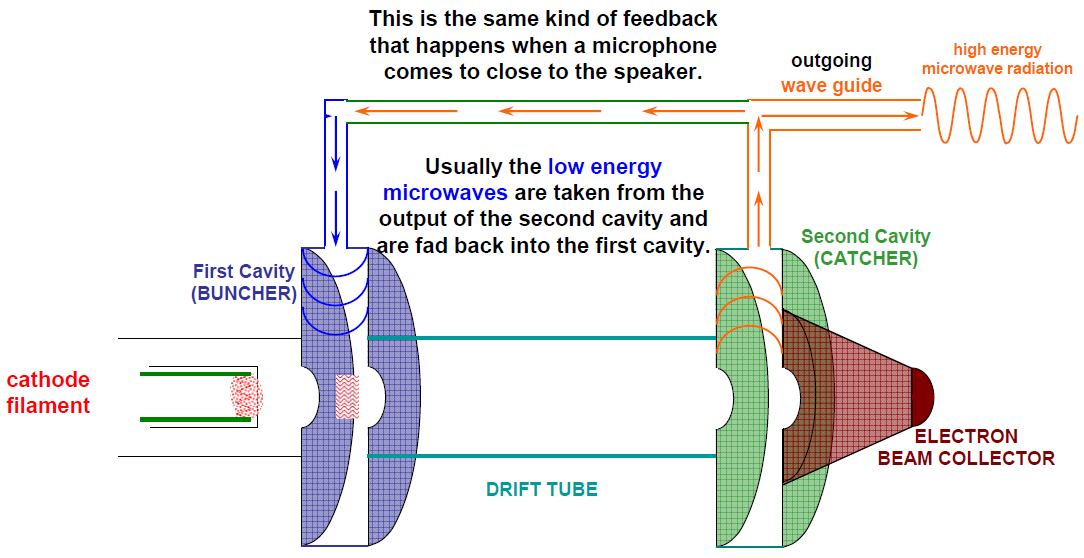 This is the same kind of feedback
that happens when a microphone
comes to close to the speaker.
outgoing
wave guide
high energy
microwave radiation
Usually the low energy
microwaves are taken from the
output of the second cavity and
are fad back into the first cavity.
First Cavity
(BUNCHER)
Second Cavity
(CATCHER)
cathode
filament
ELECTRON
BEAM COLLECTOR
DRIFT TUBE